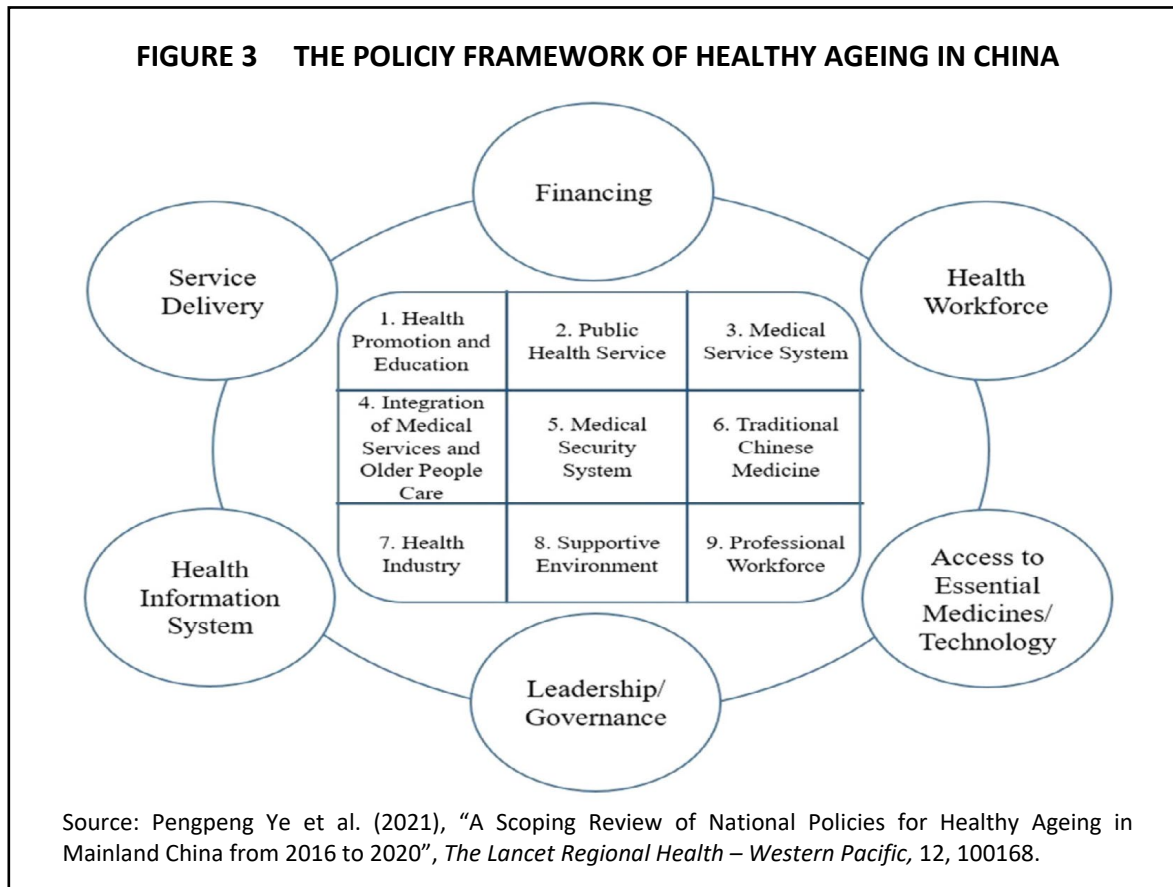 FIGURE 3 THE POLICIY FRAMEWORK OF HEALTHY AGEING IN CHINA
Financing
Service
Delivery
Health
Workforce
1. Health
Promotion and
Education
2. Public
Health Service
3. Medical
Service System
4. Integration
of Medical
Services and
Older People
Care
5. Medical
Security
System
6. Traditional
Chinese
Medicine
7. Health
Industry
8. Supportive
Environment
9. Professional
Workforce
Health
Information
System
Access to
Essential
Medicines/
Technology
Leadership/
Governance
Source: Pengpeng Ye et al. (2021), “A Scoping Review of National Policies for Healthy Ageing in
Mainland China from 2016 to 2020”, The Lancet Regional Health – Western Pacific, 12, 100168.